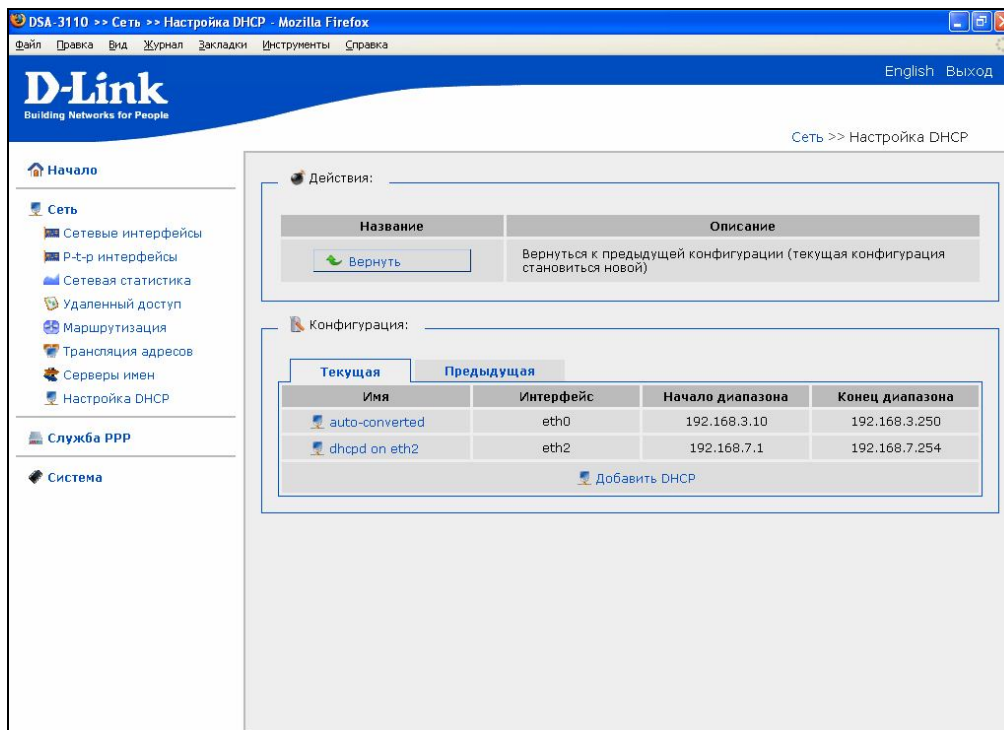 DSA-3110 >> Сеть >> Настройка DHCP - Mozilla Firefox
Файл Правка Вид Журнал Закладки Инструменты Справка
English Выход
D-Link
Building Networks for People
Сеть >> Настройка DHCP
Начало
Сеть
Сетевые интерфейсы
P-t-p интерфейсы
Сетевая статистика
Удаленный доступ
Маршрутизация
Трансляция адресов
Серверы имен
Настройка DHCP
Служба PPP
Система
Действия:
Название Описание
Вернуть Вернуться к предыдущей конфигурации (текущая конфигурация
становиться новой)
Конфигурация:
Текущая Предыдущая
Имя Интерфейс Начало диапазона Конец диапазона
auto-converted eth0 192.168.3.10 192.168.3.250
dhcpd on eth2 eth2 192.168.7.1 192.168.7.254
Добавить DHCP